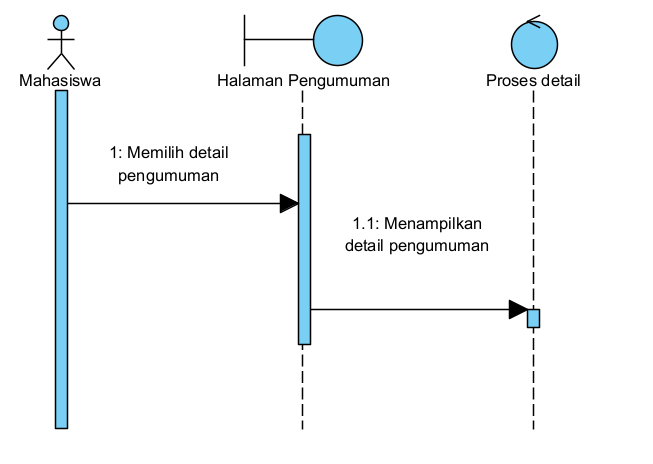 Mahasiswa
Halaman Pengumuman
Proses detail
1: Memilih detail
pengumuman
1.1: Menampilkan
detail pengumuman